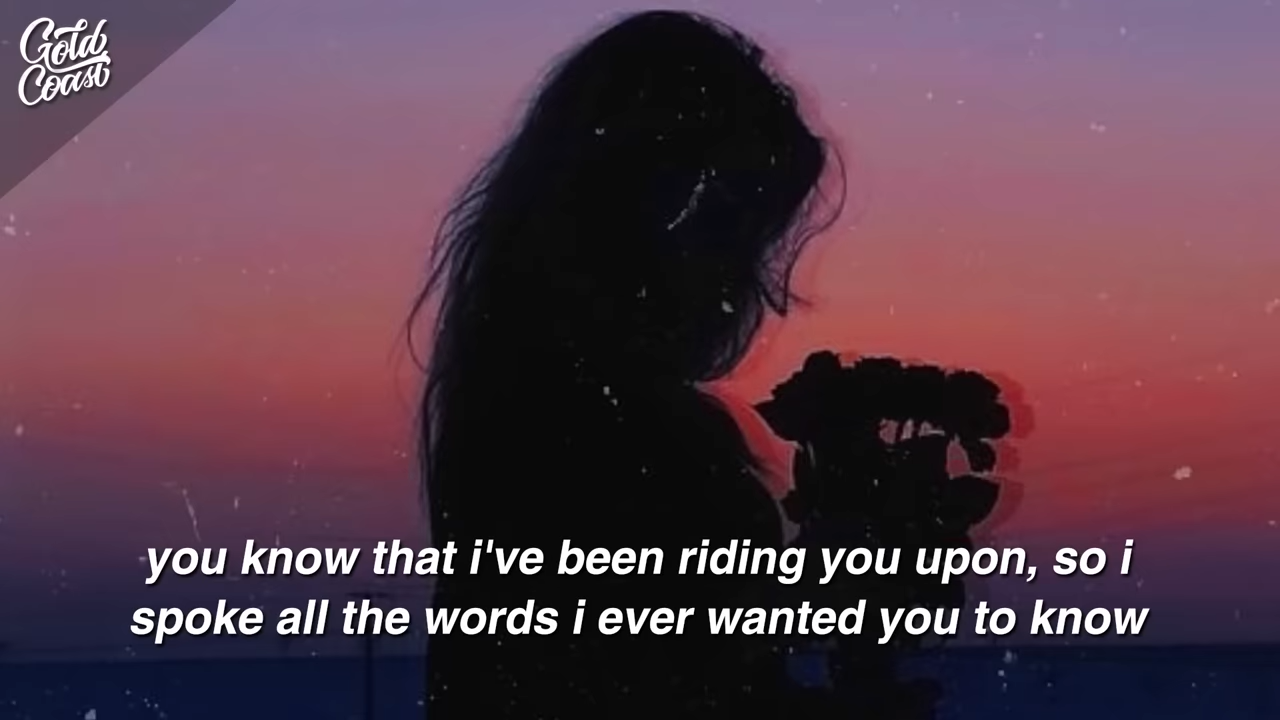 Gold
Coast
you know that i've been riding you upon, so i
spoke all the words i ever wanted you to know